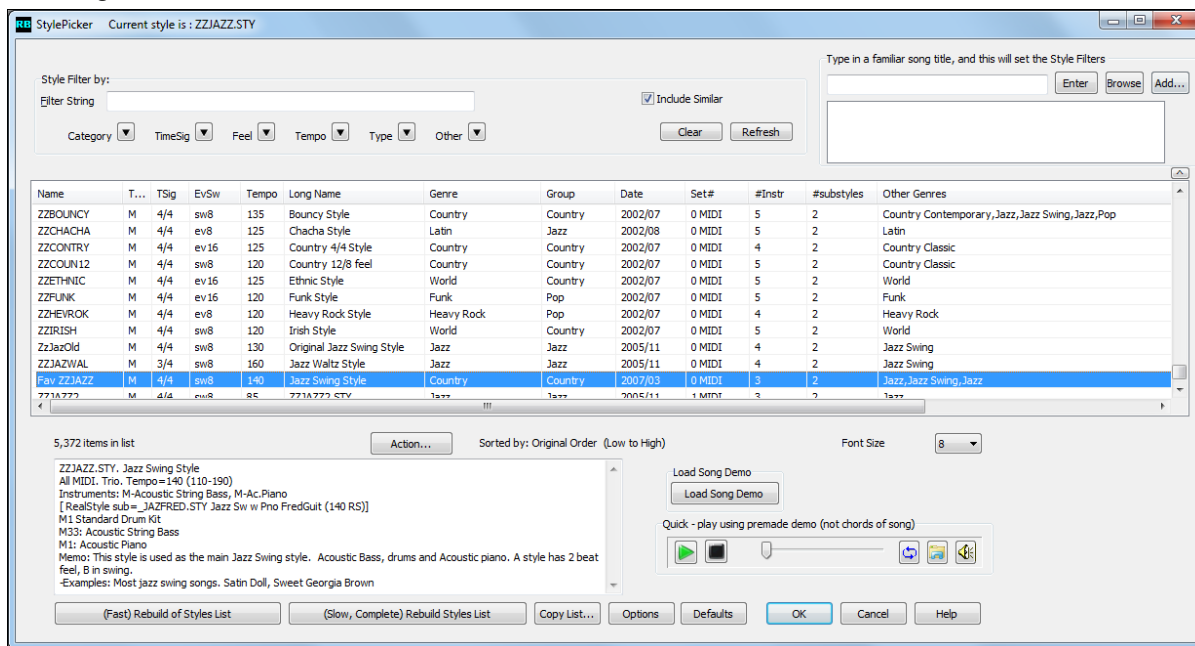 RB StylePicker Current style is : ZZJAZZ.STY
Type in a familiar song title, and this will set the Style Filters
Style Filter by:
Enter Browse Add...
Filter String
Include Similar
Category TimeSig Feel Tempo Type Other
Clear Refresh
Name T... TSig EvSw Tempo Long Name Genre Group Date Set# #Instr #substyles Other Genres
ZZBOUNCY M 4/4 sw8 135 Bouncy Style Country Country 2002/07 0 MIDI 5 2 Country Contemporary,Jazz,Jazz Swing,Jazz,Pop
ZZCHACHA M 4/4 ev8 125 Chacha Style Latin Jazz 2002/08 0 MIDI 5 2 Latin
ZZCONTRY M 4/4 ev16 125 Country 4/4 Style Country Country 2002/07 0 MIDI 4 2 Country Classic
ZZCOUN12 M 4/4 sw8 120 Country 12/8 feel Country Country 2002/07 0 MIDI 5 2 Country Classic
ZZETHNIC M 4/4 ev16 125 Ethnic Style World Country 2002/07 0 MIDI 5 2 World
ZZFUNK M 4/4 ev16 120 Funk Style Funk Pop 2002/07 0 MIDI 5 2 Funk
ZZHEVROK M 4/4 ev8 120 Heavy Rock Style Heavy Rock Pop 2002/07 0 MIDI 4 2 Heavy Rock
ZZIRISH M 4/4 sw8 120 Irish Style World Country 2002/07 0 MIDI 5 2 World
ZzJazOld M 4/4 sw8 130 Original Jazz Swing Style Jazz Jazz 2005/11 0 MIDI 4 2 Jazz Swing
ZZJAZWAL M 3/4 sw8 160 Jazz Waltz Style Jazz Jazz 2005/11 0 MIDI 4 2 Jazz Swing
Fav ZZJAZZ M 4/4 sw8 140 Jazz Swing Style Country Country 2007/03 0 MIDI 3 2 Jazz,Jazz Swing,Jazz
ZZJAZZ2 M 4/4 sw8 85 ZZJAZZ2.STY Jazz Jazz 2005/11 1 MIDI 3 2 Jazz
5,372 items in list
Action...
Sorted by: Original Order (Low to High)
Font Size 8
ZZJAZZ.STY. Jazz Swing Style
All MIDI. Trio. Tempo=140 (110-190)
Instruments: M-Acoustic String Bass, M-Ac.Piano
[RealStyle sub=_JAZFRED.STY Jazz Sw w Pno FredGuit (140 RS)]
M1 Standard Drum Kit
M33: Acoustic String Bass
M1: Acoustic Piano
Memo: This style is used as the main Jazz Swing style. Acoustic Bass, drums and Acoustic piano. A style has 2 beat
feel, B in swing.
-Examples: Most jazz swing songs. Satin Doll, Sweet Georgia Brown
Load Song Demo
Load Song Demo
Quick - play using premade demo (not chords of song)
(Fast) Rebuild of Styles List (Slow, Complete) Rebuild Styles List Copy List... Options Defaults OK Cancel Help